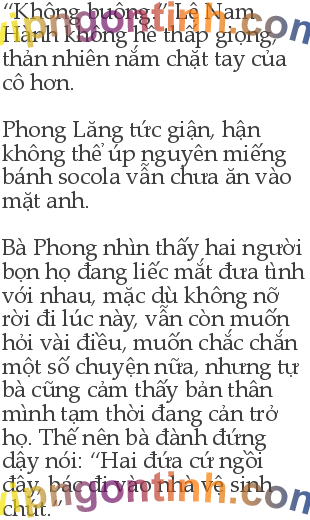 “Không buông.” Lê Nam
Hành không hề thấp giọng,
thản nhiên nắm chặt tay của
cô hơn.
Phong Lăng tức giận, hận
không thể úp nguyên miếng
bánh socola vẫn chưa ăn vào
mặt anh.
Bà Phong nhìn thấy hai người
bọn họ đang liếc mắt đưa tình
với nhau, mặc dù không nỡ
rời đi lúc này, vẫn còn muốn
hỏi vài điều, muốn chắc chắn
một số chuyện nữa, nhưng tự
bà cũng cảm thấy bản thân
mình tạm thời đang cản trở
họ. Thế nên bà đành đứng
dậy nói: “Hai đứa cứ ngồi
đây, bác đi vào nhà vệ sinh
chút.”
vipngontinh.com
vipngontinh.com